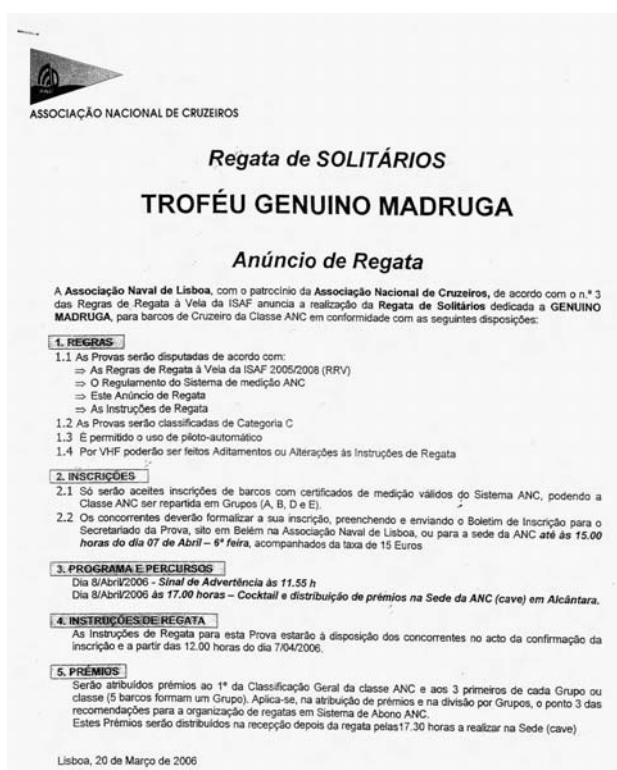 ANC
ASSOCIAÇÃO NACIONAL DE CRUZEIROS
Regata de SOLITÁRIOS
TROFÉU GENUINO MADRUGA
Anúncio de Regata
A Associação Naval de Lisboa, com o patrocínio da Associação Nacional de Cruzeiros, de acordo com o n.º 3
das Regras de Regata à Vela da ISAF anuncia a realização da Regata de Solitários dedicada a GENUINO
MADRUGA, para barcos de Cruzeiro da Classe ANC em conformidade com as seguintes disposições:
1. REGRAS
1.1 As Provas serão disputadas de acordo com:
⇒ As Regras de Regata à Vela da ISAF 2005/2008 (RRV)
⇒ O Regulamento do Sistema de medição ANC
⇒ Este Anúncio de Regata
⇒ As Instruções de Regata
1.2 As Provas serão classificadas de Categoria C
1.3 É permitido o uso de piloto-automático
1.4 Por VHF poderão ser feitos Aditamentos ou Alterações às Instruções de Regata
2. INSCRIÇÕES
2.1 Só serão aceites inscrições de barcos com certificados de medição válidos do Sistema ANC, podendo a
Classe ANC ser repartida em Grupos (A, B, D e E).
2.2 Os concorrentes deverão formalizar a sua inscrição, preenchendo e enviando o Boletim de Inscrição para o
Secretariado da Prova, sito em Belém na Associação Naval de Lisboa, ou para a sede da ANC até às 15.00
horas do dia 07 de Abril – 6ª feira, acompanhados da taxa de 15 Euros
3. PROGRAMA E PERCURSOS
Dia 8/Abril/2006 - Sinal de Advertência às 11.55 h
Dia 8/Abril/2006 às 17.00 horas – Cocktail e distribuição de prémios na Sede da ANC (cave) em Alcântara.
4. INSTRUÇÕES DE REGATA
As Instruções de Regata para esta Prova estarão à disposição dos concorrentes no acto da confirmação da
inscrição e a partir das 12.00 horas do dia 7/04/2006.
5. PRÉMIOS
Serão atribuídos prémios ao 1º da Classificação Geral da classe ANC e aos 3 primeiros de cada Grupo ou
classe (5 barcos formam um Grupo). Aplica-se, na atribuição de prémios e na divisão por Grupos, o ponto 3 das
recomendações para a organização de regatas em Sistema de Abono ANC.
Estes Prémios serão distribuídos na recepção depois da regata pelas17.30 horas a realizar na Sede (cave)
Lisboa, 20 de Março de 2006